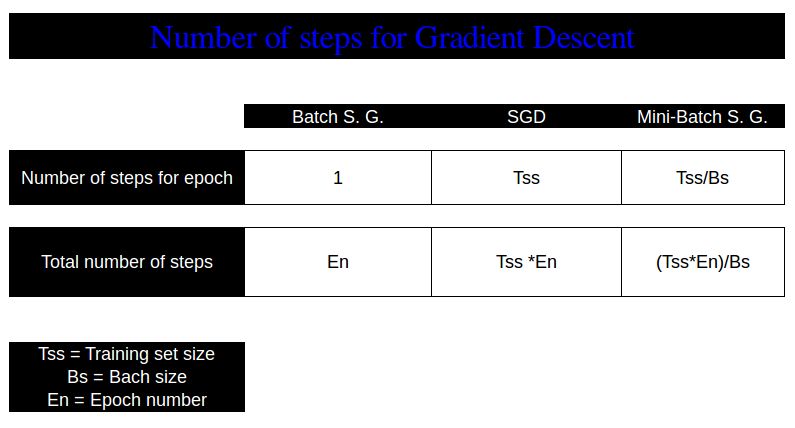 Number of steps for Gradient Descent
Batch S. G. SGD Mini-Batch S. G.
Number of steps for epoch 1 Tss Tss/Bs
Total number of steps En Tss *En (Tss*En)/Bs
Tss = Training set size
Bs = Bach size
En = Epoch number